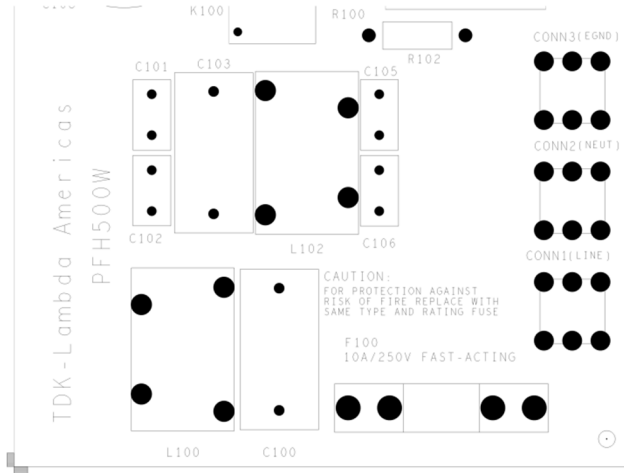 K100
R100
R102
CONN3(EGND)
C101
C103
C105
CONN2(NEUT)
C102
L102
C106
CONN1(LINE)
TDK-Lambda Americas
PFH500W
CAUTION:
FOR PROTECTION AGAINST
RISK OF FIRE REPLACE WITH
SAME TYPE AND RATING FUSE
F100
10A/250V FAST-ACTING
L100
C100